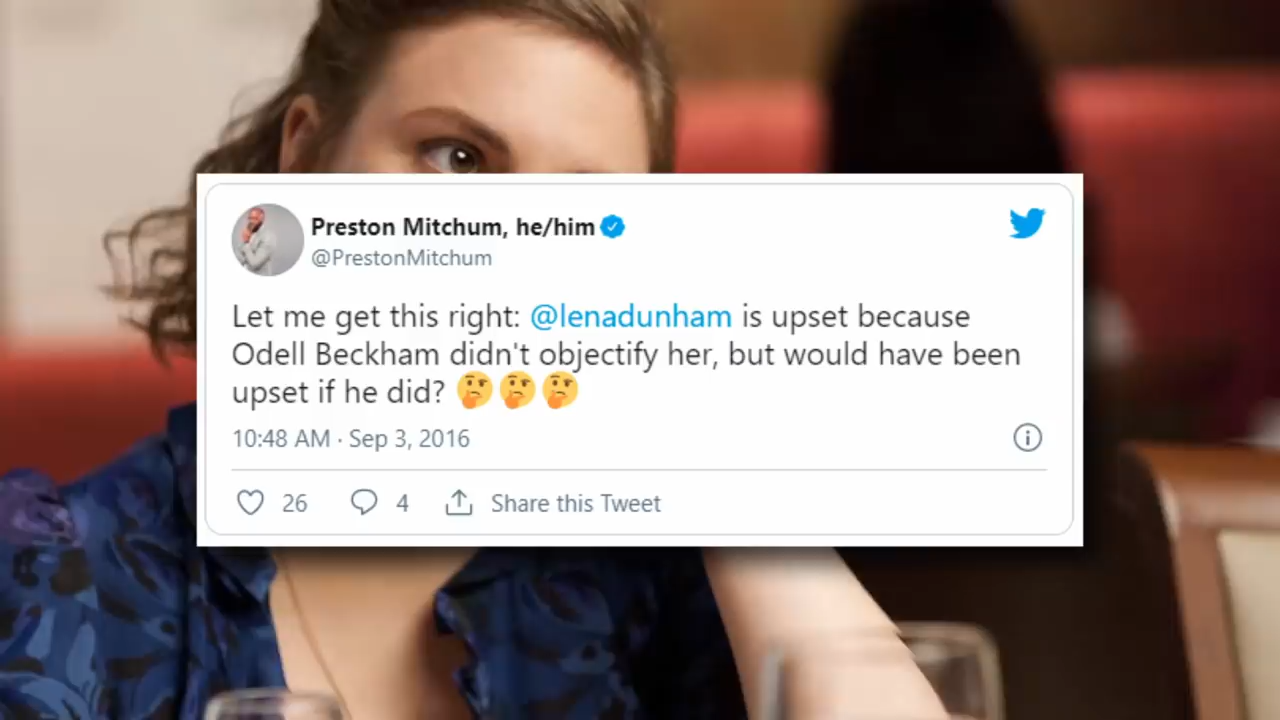 Preston Mitchum, he/him
@PrestonMitchum
Let me get this right: @lenadunham is upset because
Odell Beckham didn't objectify her, but would have been
upset if he did? 🤔🤔🤔
10:48 AM · Sep 3, 2016
26 4 Share this Tweet